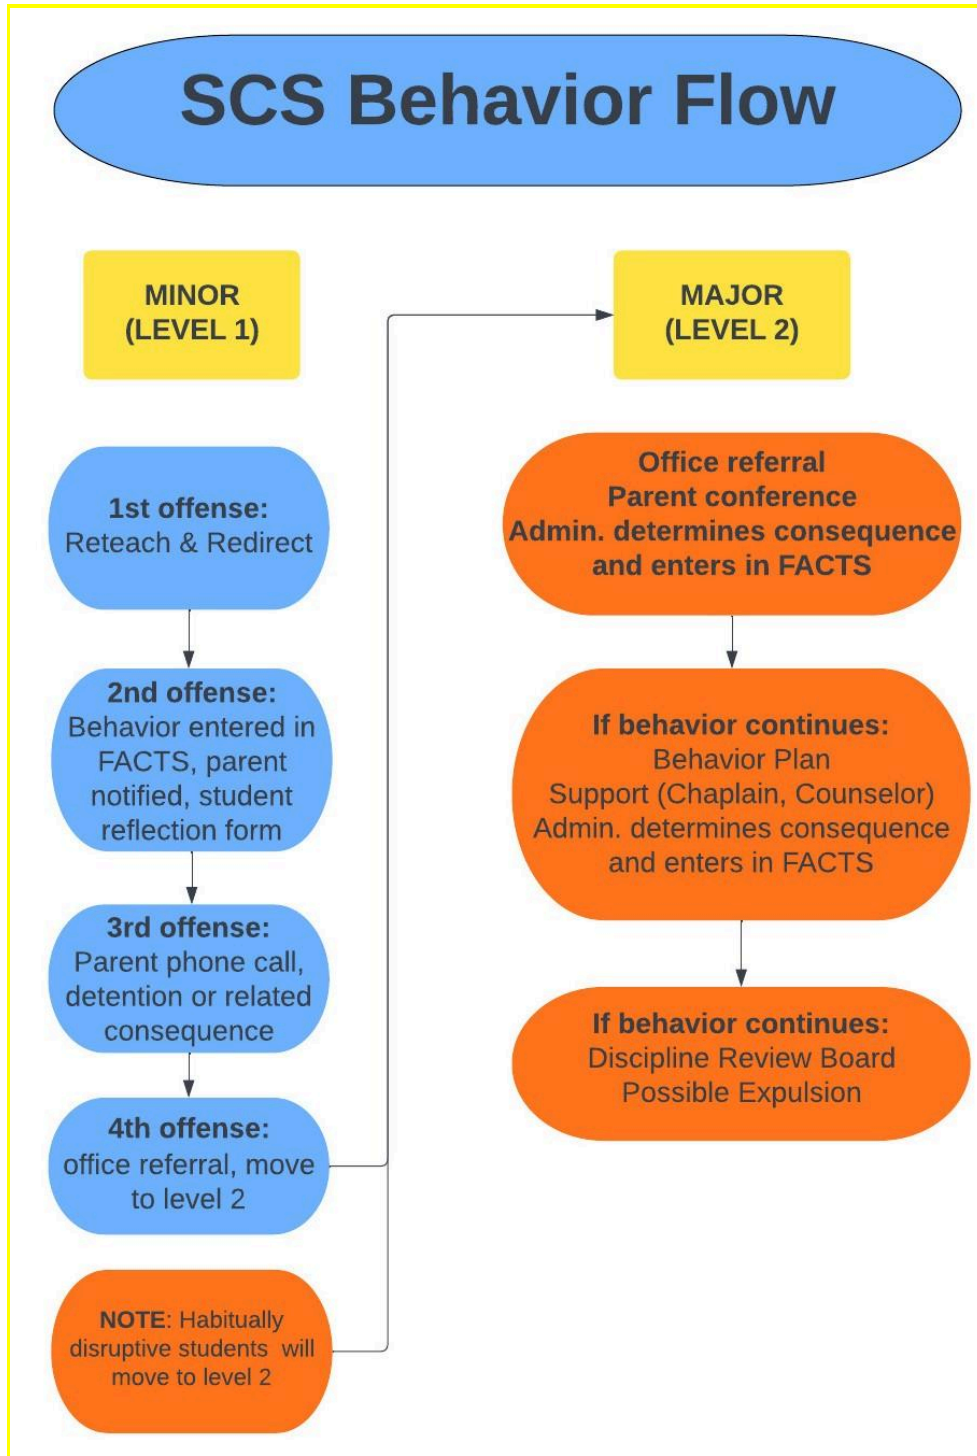 SCS Behavior Flow
MINOR
(LEVEL 1)
1st offense:
Reteach & Redirect
2nd offense:
Behavior entered in
FACTS, parent
notified, student
reflection form
3rd offense:
Parent phone call,
detention or related
consequence
4th offense:
office referral, move
to level 2
NOTE: Habitually
disruptive students will
move to level 2
MAJOR
(LEVEL 2)
Office referral
Parent conference
Admin. determines consequence
and enters in FACTS
If behavior continues:
Behavior Plan
Support (Chaplain, Counselor)
Admin. determines consequence
and enters in FACTS
If behavior continues:
Discipline Review Board
Possible Expulsion